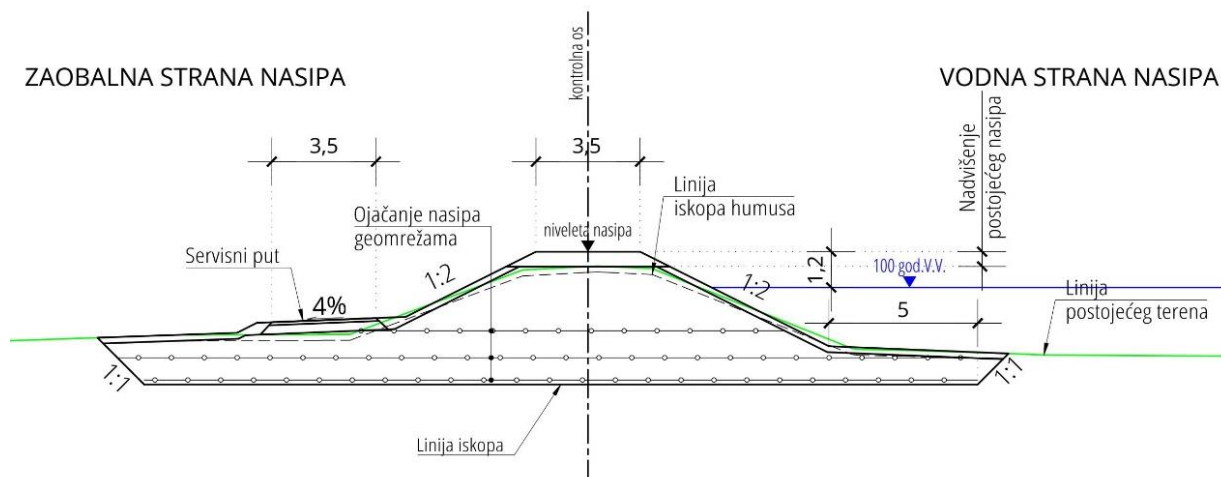 kontrolna os
ZAOBALNA STRANA NASIPA
VODNA STRANA NASIPA
3,5
3,5
Nadvišenje
postojećeg nasipa
Linija
iskopa humusa
Ojačanje nasipa
geomrežama
niveleta nasipa
Servisni put
1:2
1:2
1,2
100 god.V.V.
4%
5
Linija
postojećeg terena
1:1
1:1
Linija iskopa